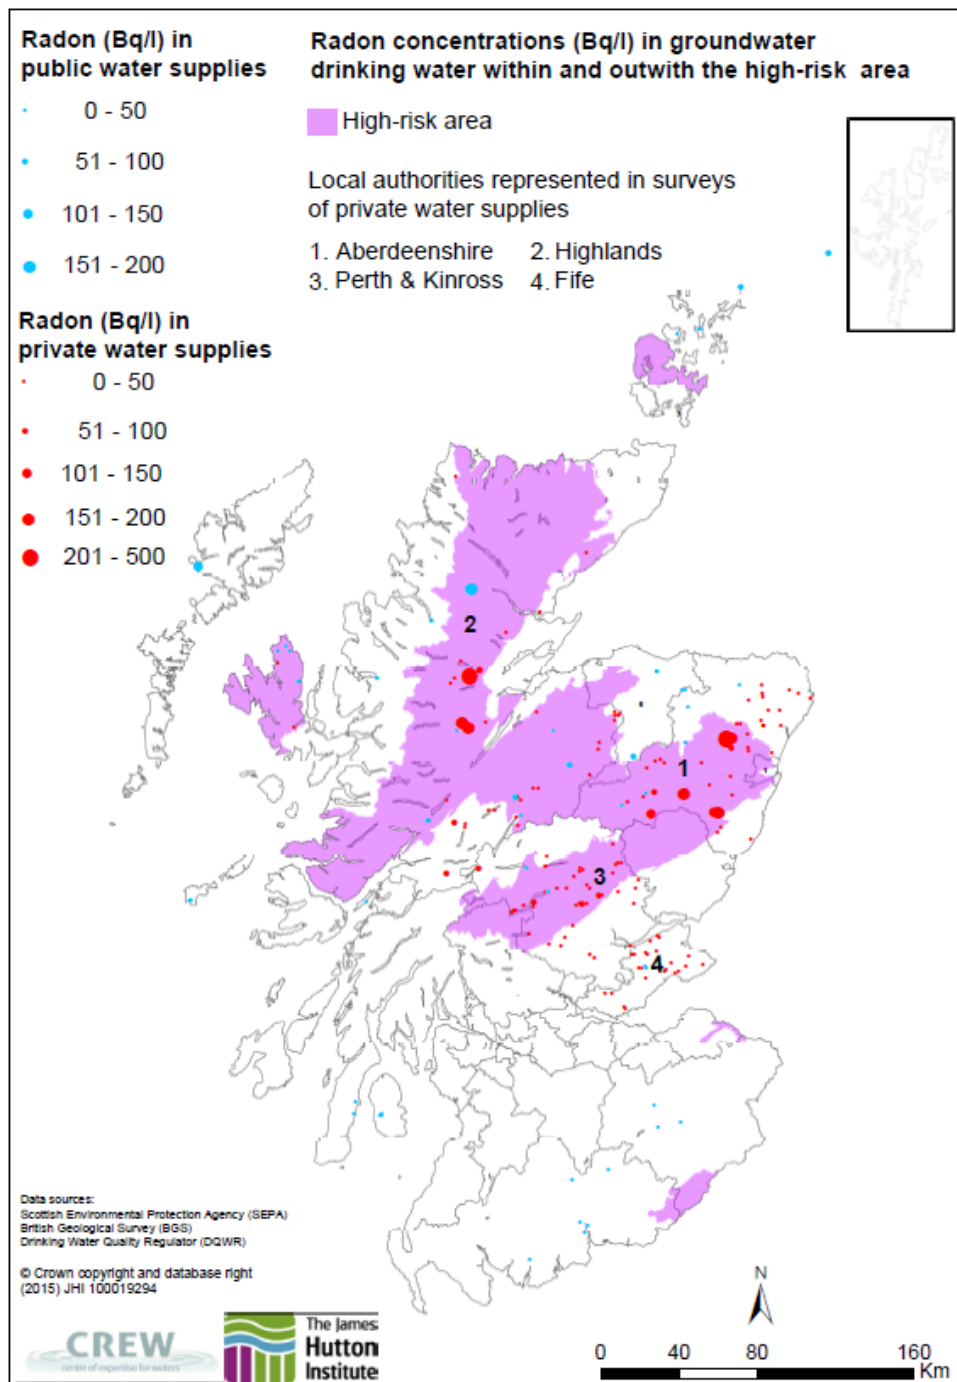 Radon (Bq/l) in
public water supplies
0 - 50
51 - 100
101 - 150
151 - 200
Radon (Bq/l) in
private water supplies
0 - 50
51 - 100
101 - 150
151 - 200
201 - 500
Radon concentrations (Bq/l) in groundwater
drinking water within and outwith the high-risk area
High-risk area
Local authorities represented in surveys
of private water supplies
1. Aberdeenshire 2. Highlands
3. Perth & Kinross 4. Fife
2
1
3
4
Data sources:
Scottish Environmental Protection Agency (SEPA)
British Geological Survey (BGS)
Drinking Water Quality Regulator (DQWR)
© Crown copyright and database right
(2015) JHI 100019294
CREW
centre of expertise for waters
The James
Hutton
Institute
N
0 40 80 160
Km